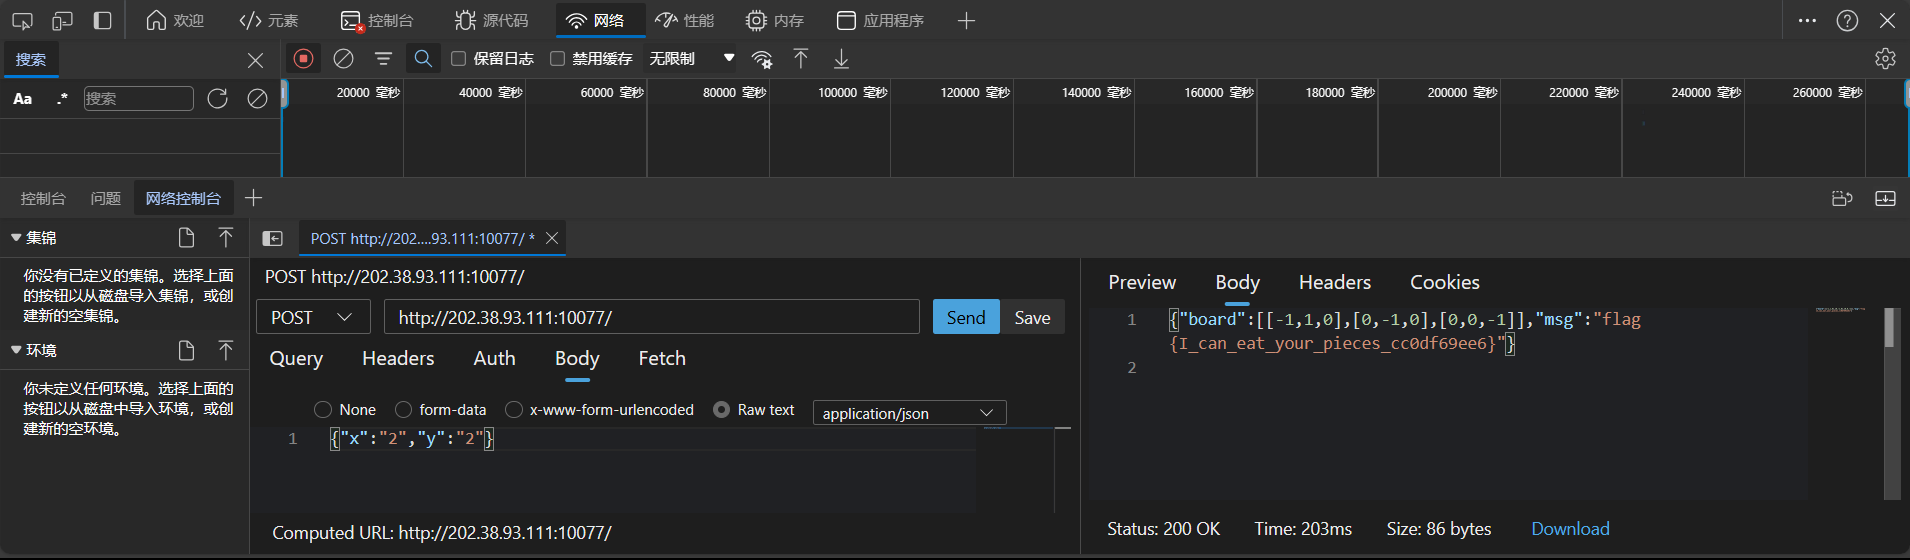 欢迎 元素 控制台 源代码 网络 性能 内存 应用程序
搜索 保留日志 禁用缓存 无限制
Aa .* 搜索
20000 毫秒 40000 毫秒 60000 毫秒 80000 毫秒 100000 毫秒 120000 毫秒 140000 毫秒 160000 毫秒 180000 毫秒 200000 毫秒 220000 毫秒 240000 毫秒 260000 毫秒
控制台 问题 网络控制台
集锦
你没有已定义的集锦。选择上面
的按钮以从磁盘导入集锦，或创
建新的空集锦。
环境
你未定义任何环境。选择上面的
按钮以从磁盘中导入环境，或创
建新的空环境。
POST http://202....93.111:10077/ *
POST http://202.38.93.111:10077/
POST http://202.38.93.111:10077/ Send Save
Query Headers Auth Body Fetch
None form-data x-www-form-urlencoded Raw text application/json
1 {"x":"2","y":"2"}
Computed URL: http://202.38.93.111:10077/
Preview Body Headers Cookies
1 {"board":[[-1,1,0],[0,-1,0],[0,0,-1]],"msg":"flag
{I_can_eat_your_pieces_cc0df69ee6}"}
2
Status: 200 OK Time: 203ms Size: 86 bytes Download